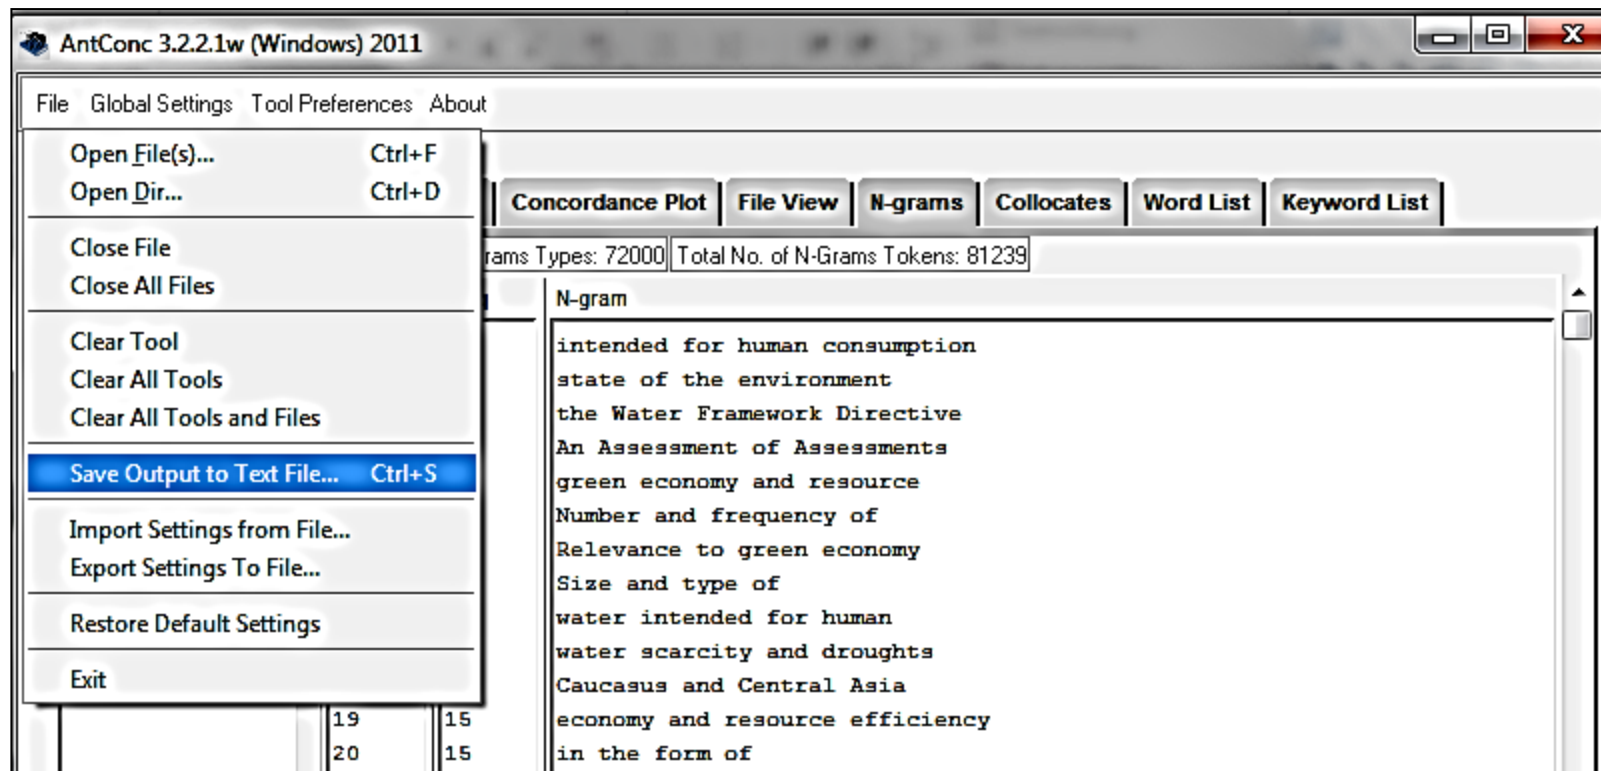 AntConc 3.2.2.1w (Windows) 2011
File Global Settings Tool Preferences About
Open File(s)... Ctrl+F
Open Dir... Ctrl+D
Close File
Close All Files
Clear Tool
Clear All Tools
Clear All Tools and Files
Save Output to Text File... Ctrl+S
Import Settings from File...
Export Settings To File...
Restore Default Settings
Exit
Concordance Plot File View N-grams Collocates Word List Keyword List
Types: 72000 Total No. of N-Grams Tokens: 81239
N-gram
intended for human consumption
state of the environment
the Water Framework Directive
An Assessment of Assessments
green economy and resource
Number and frequency of
Relevance to green economy
Size and type of
water intended for human
water scarcity and droughts
Caucasus and Central Asia
19 15 economy and resource efficiency
20 15 in the form of